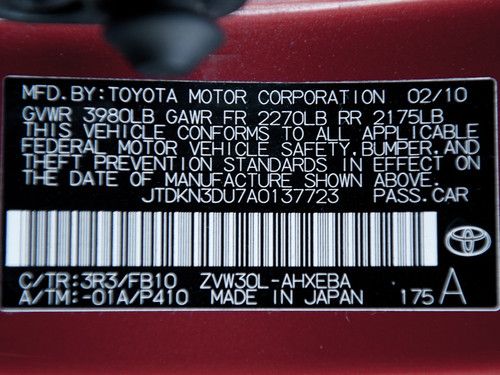 MFD.BY:TOYOTA MOTOR CORPORATION 02/10
GVWR 3980LB GAWR FR 2270LB RR 2175LB
THIS VEHICLE CONFORMS TO ALL APPLICABLE
FEDERAL MOTOR VEHICLE SAFETY,BUMPER,AND
THEFT PREVENTION STANDARDS IN EFFECT ON
THE DATE OF MANUFACTURE SHOWN ABOVE.
JTDKN3DU7A0137723 PASS.CAR
C/TR:3R3/FB10 ZVW30L-AHXEBA
A/TM:-01A/P410 MADE IN JAPAN 175 A